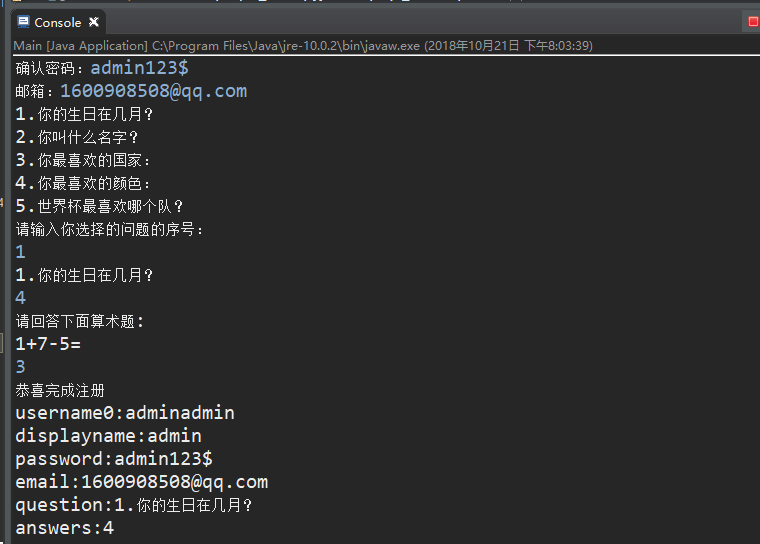 Console
Main [Java Application] C:\Program Files\Java\jre-10.0.2\bin\javaw.exe (2018年10月21日 下午8:03:39)
确认密码：admin123$
邮箱：1600908508@qq.com
1.你的生日在几月？
2.你叫什么名字？
3.你最喜欢的国家：
4.你最喜欢的颜色：
5.世界杯最喜欢哪个队？
请输入你选择的问题的序号：
1
1.你的生日在几月？
4
请回答下面算术题：
1+7-5=
3
恭喜完成注册
username0:adminadmin
displayname:admin
password:admin123$
email:1600908508@qq.com
question:1.你的生日在几月？
answers:4